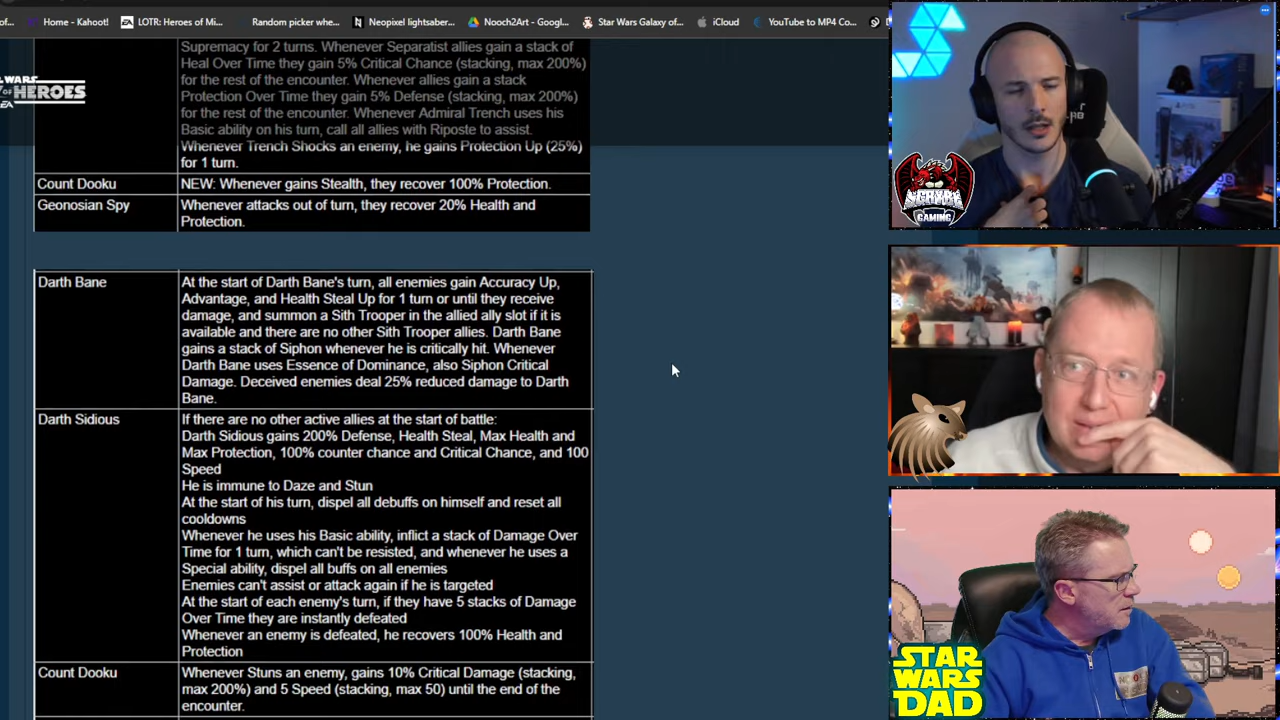 of...
Home - Kahoot!
LOTR: Heroes of Mi...
Random picker whe...
Neopixel lightsaber...
Nooch2Art - Googl...
Star Wars Galaxy of...
iCloud
YouTube to MP4 Co...
STAR WARS
OF HEROES
EA
Supremacy for 2 turns. Whenever Separatist allies gain a stack of
Heal Over Time they gain 5% Critical Chance (stacking, max 200%)
for the rest of the encounter. Whenever allies gain a stack
Protection Over Time they gain 5% Defense (stacking, max 200%)
for the rest of the encounter. Whenever Admiral Trench uses his
Basic ability on his turn, call all allies with Riposte to assist.
Whenever Trench Shocks an enemy, he gains Protection Up (25%)
for 1 turn.
Count Dooku
NEW: Whenever gains Stealth, they recover 100% Protection.
Geonosian Spy
Whenever attacks out of turn, they recover 20% Health and
Protection.
Darth Bane
At the start of Darth Bane's turn, all enemies gain Accuracy Up,
Advantage, and Health Steal Up for 1 turn or until they receive
damage, and summon a Sith Trooper in the allied ally slot if it is
available and there are no other Sith Trooper allies. Darth Bane
gains a stack of Siphon whenever he is critically hit. Whenever
Darth Bane uses Essence of Dominance, also Siphon Critical
Damage. Deceived enemies deal 25% reduced damage to Darth
Bane.
Darth Sidious
If there are no other active allies at the start of battle:
Darth Sidious gains 200% Defense, Health Steal, Max Health and
Max Protection, 100% counter chance and Critical Chance, and 100
Speed
He is immune to Daze and Stun
At the start of his turn, dispel all debuffs on himself and reset all
cooldowns
Whenever he uses his Basic ability, inflict a stack of Damage Over
Time for 1 turn, which can't be resisted, and whenever he uses a
Special ability, dispel all buffs on all enemies
Enemies can't assist or attack again if he is targeted
At the start of each enemy's turn, if they have 5 stacks of Damage
Over Time they are instantly defeated
Whenever an enemy is defeated, he recovers 100% Health and
Protection
Count Dooku
Whenever Stuns an enemy, gains 10% Critical Damage (stacking,
max 200%) and 5 Speed (stacking, max 50) until the end of the
encounter.
GAMING
STAR
WARS
DAD